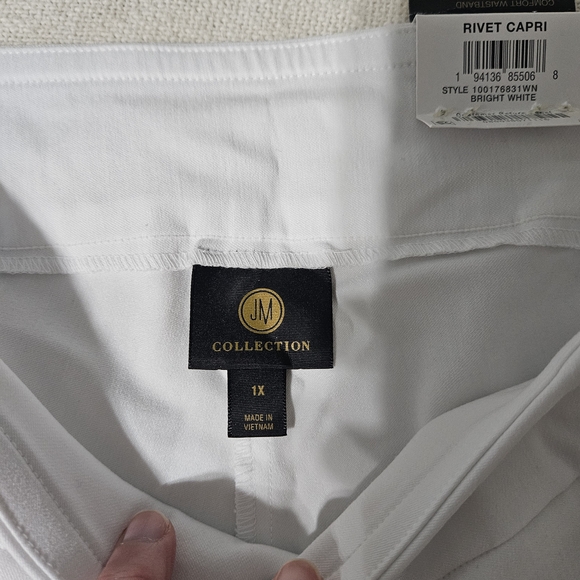 COMFORT WAISTBAND
RIVET CAPRI
1 94136 85506 8
STYLE 100176831WN
BRIGHT WHITE
JM
COLLECTION
1X
MADE IN
VIETNAM